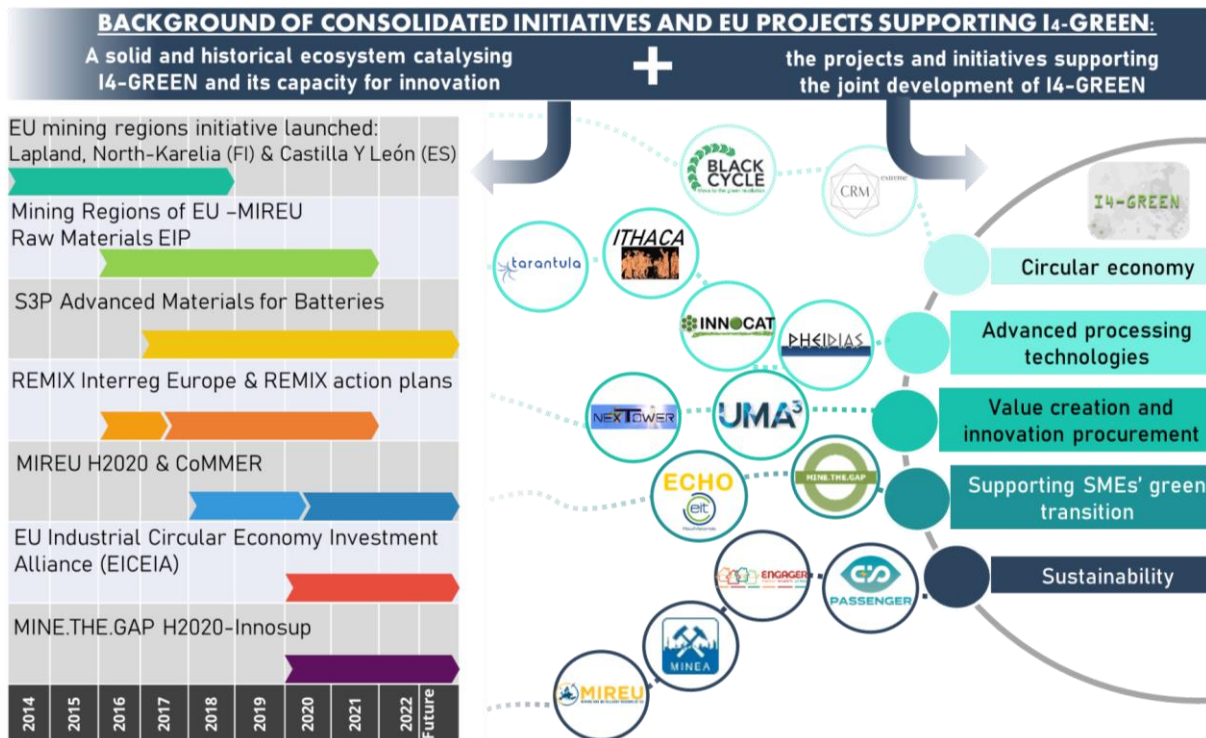 BACKGROUND OF CONSOLIDATED INITIATIVES AND EU PROJECTS SUPPORTING I4-GREEN:
A solid and historical ecosystem catalysing
I4-GREEN and its capacity for innovation
+
the projects and initiatives supporting
the joint development of I4-GREEN
EU mining regions initiative launched:
Lapland, North-Karelia (FI) & Castilla Y León (ES)
Mining Regions of EU –MIREU
Raw Materials EIP
S3P Advanced Materials for Batteries
REMIX Interreg Europe & REMIX action plans
MIREU H2020 & CoMMER
EU Industrial Circular Economy Investment
Alliance (EICEIA)
MINE.THE.GAP H2020-Innosup
2014
2015
2016
2017
2018
2019
2020
2021
2022
Future
BLACK
CYCLE
CRM
extreme
tarantula
ITHACA
INNOCAT
PHEIDIAS
NEXTOWER
UMA³
ECHO
eit
MINE.THE.GAP
ENGAGER
PASSENGER
MINEA
MIREU
I4-GREEN
Circular economy
Advanced processing
technologies
Value creation and
innovation procurement
Supporting SMEs' green
transition
Sustainability